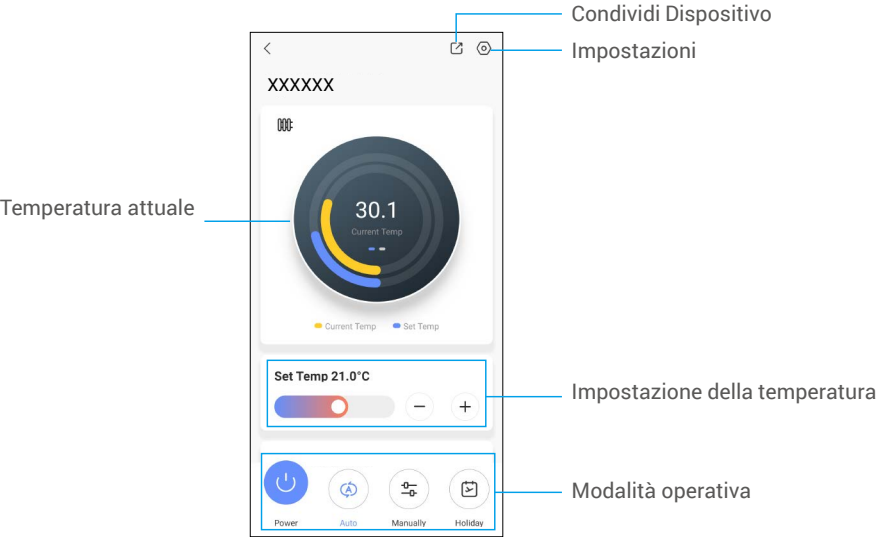 Condividi Dispositivo
Impostazioni
XXXXXX
Temperatura attuale
30.1
Current Temp
Current Temp
Set Temp
Set Temp 21.0°C
Impostazione della temperatura
Modalità operativa
Power
Auto
Manually
Holiday